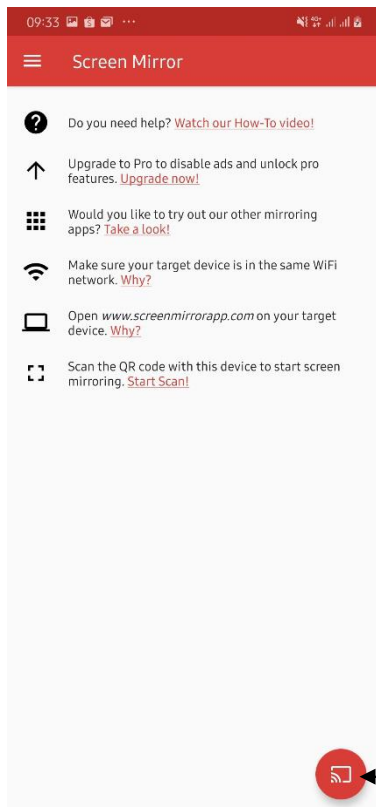 09:33
Screen Mirror
Do you need help? Watch our How-To video!
Upgrade to Pro to disable ads and unlock pro
features. Upgrade now!
Would you like to try out our other mirroring
apps? Take a look!
Make sure your target device is in the same WiFi
network. Why?
Open www.screenmirrorapp.com on your target
device. Why?
Scan the QR code with this device to start screen
mirroring. Start Scan!